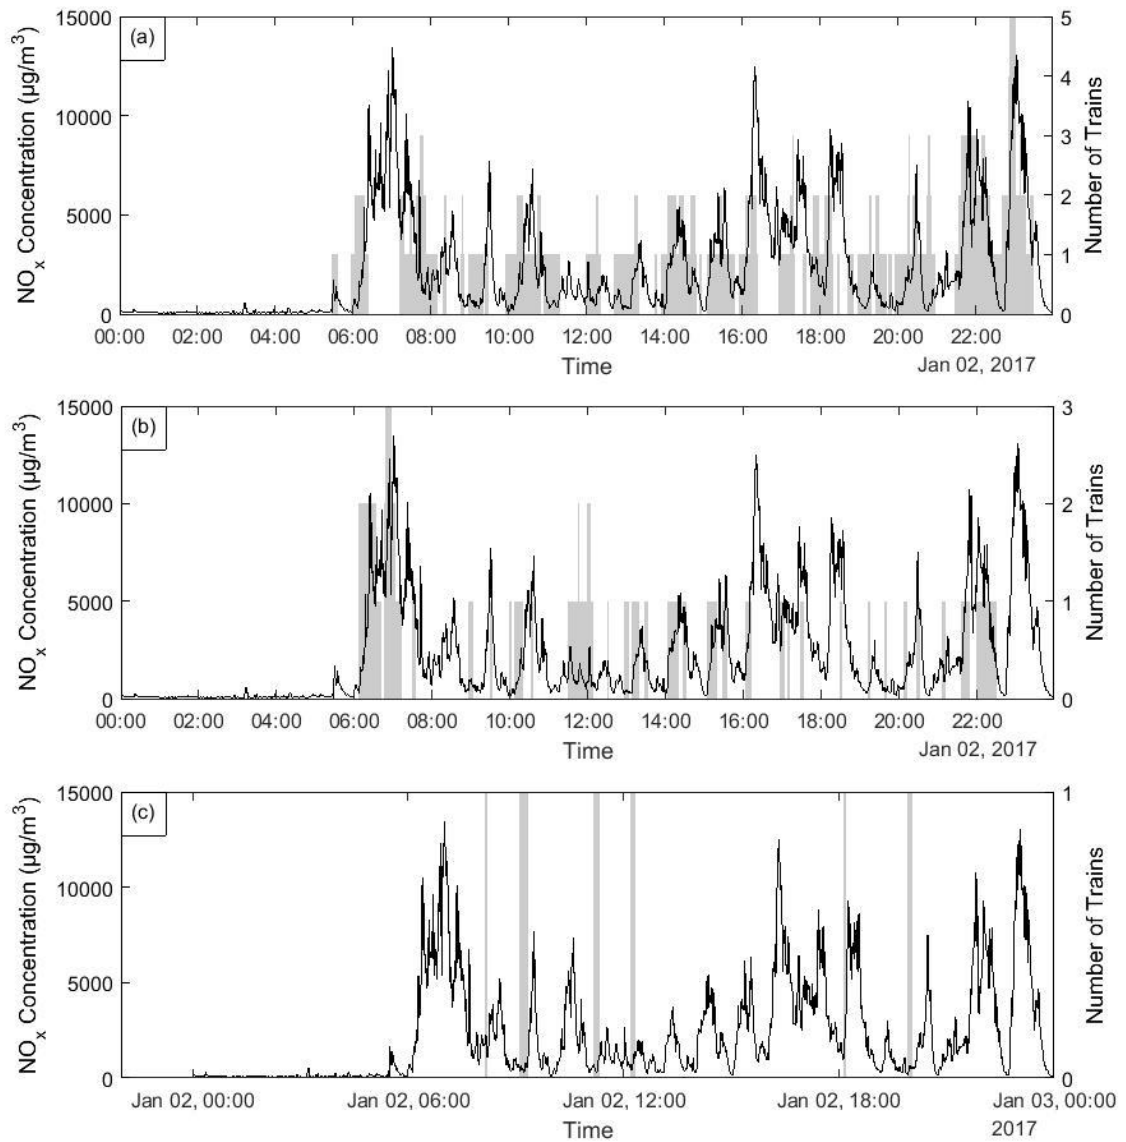 (a)
NOx Concentration (µg/m³)
15000
10000
5000
0
5
4
3
2
1
0
Number of Trains
00:00 02:00 04:00 06:00 08:00 10:00 12:00 14:00 16:00 18:00 20:00 22:00
Time
Jan 02, 2017
(b)
NOx Concentration (µg/m³)
15000
10000
5000
0
3
2
1
0
Number of Trains
00:00 02:00 04:00 06:00 08:00 10:00 12:00 14:00 16:00 18:00 20:00 22:00
Time
Jan 02, 2017
(c)
NOx Concentration (µg/m³)
15000
10000
5000
0
1
0
Number of Trains
Jan 02, 00:00 Jan 02, 06:00 Jan 02, 12:00 Jan 02, 18:00 Jan 03, 00:00
Time
2017